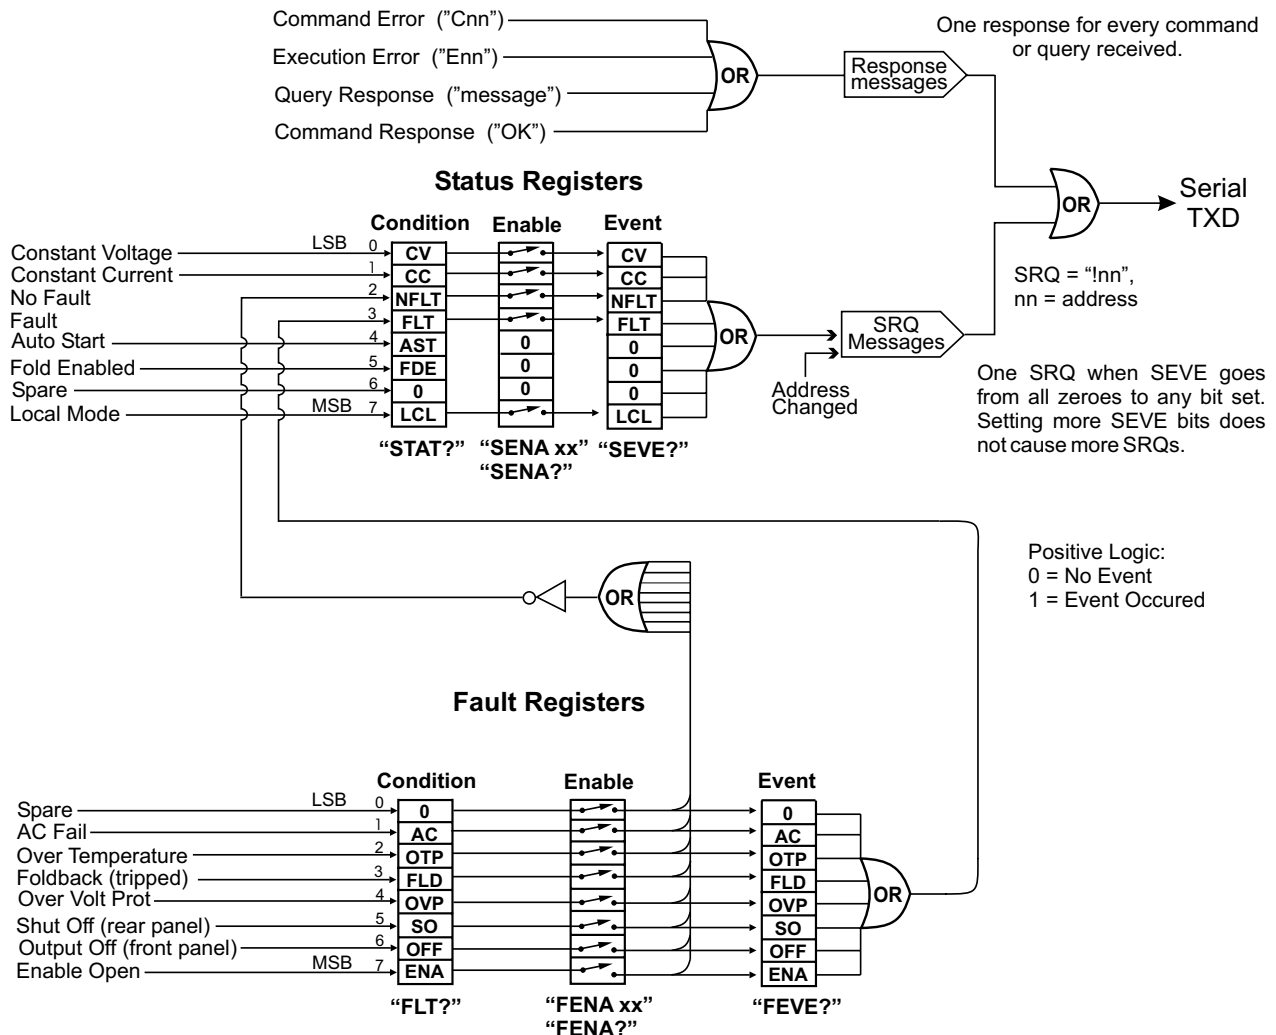 Command Error ("Cnn")
Execution Error ("Enn")
Query Response ("message")
Command Response ("OK")
OR
Response
messages
One response for every command
or query received.
OR
Serial
TXD
SRQ = "!nn",
nn = address
Status Registers
Condition
Enable
Event
Constant Voltage
LSB
0
CV
CV
Constant Current
1
CC
CC
No Fault
2
NFLT
NFLT
Fault
3
FLT
FLT
Auto Start
4
AST
0
0
Fold Enabled
5
FDE
0
0
Spare
6
0
0
0
Local Mode
MSB
7
LCL
LCL
"STAT?"
"SENA xx"
"SENA?"
"SEVE?"
OR
SRQ
Messages
Address
Changed
One SRQ when SEVE goes
from all zeroes to any bit set.
Setting more SEVE bits does
not cause more SRQs.
Positive Logic:
0 = No Event
1 = Event Occured
OR
Fault Registers
Condition
Enable
Event
Spare
LSB
0
0
0
AC Fail
1
AC
AC
Over Temperature
2
OTP
OTP
Foldback (tripped)
3
FLD
FLD
Over Volt Prot
4
OVP
OVP
Shut Off (rear panel)
5
SO
SO
Output Off (front panel)
6
OFF
OFF
Enable Open
MSB
7
ENA
ENA
OR
"FLT?"
"FENA xx"
"FENA?"
"FEVE?"